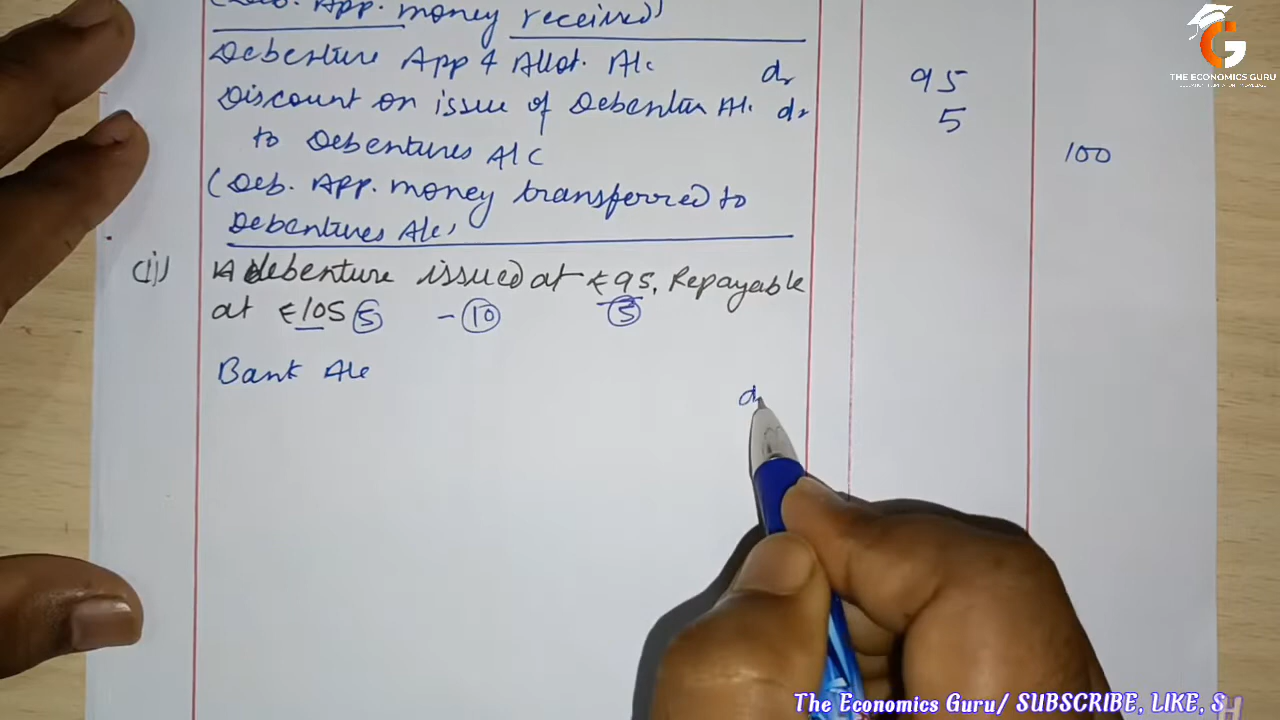 (Deb. App. money received)
Debenture App & Allot. A/c dr 95
Discount on issue of Debenture A/c. dr 5
to Debentures A/c 100
(Deb. App. money transferred to
Debentures A/c)
(ii) A debenture issued at ₹95, Repayable
at ₹105 (5) - (10) (5)
Bank A/c dr
THE ECONOMICS GURU
The Economics Guru/ SUBSCRIBE, LIKE, S